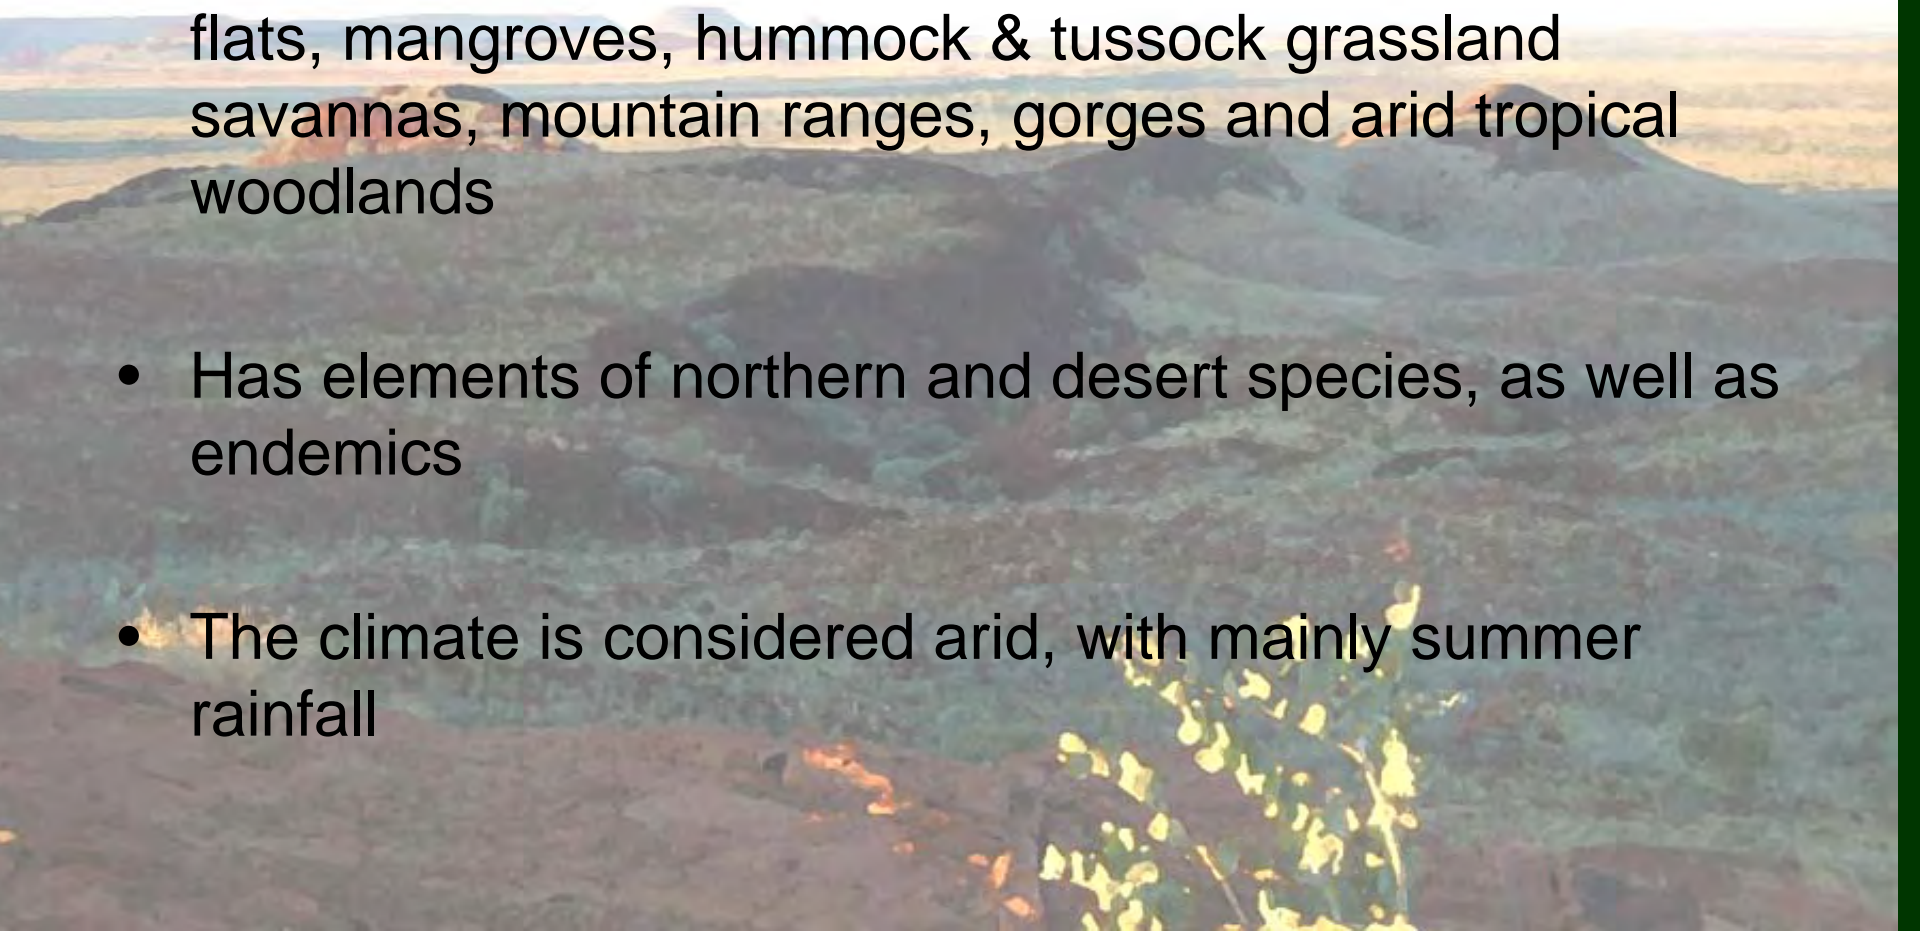 flats, mangroves, hummock & tussock grassland
savannas, mountain ranges, gorges and arid tropical
woodlands
• Has elements of northern and desert species, as well as
endemics
• The climate is considered arid, with mainly summer
rainfall